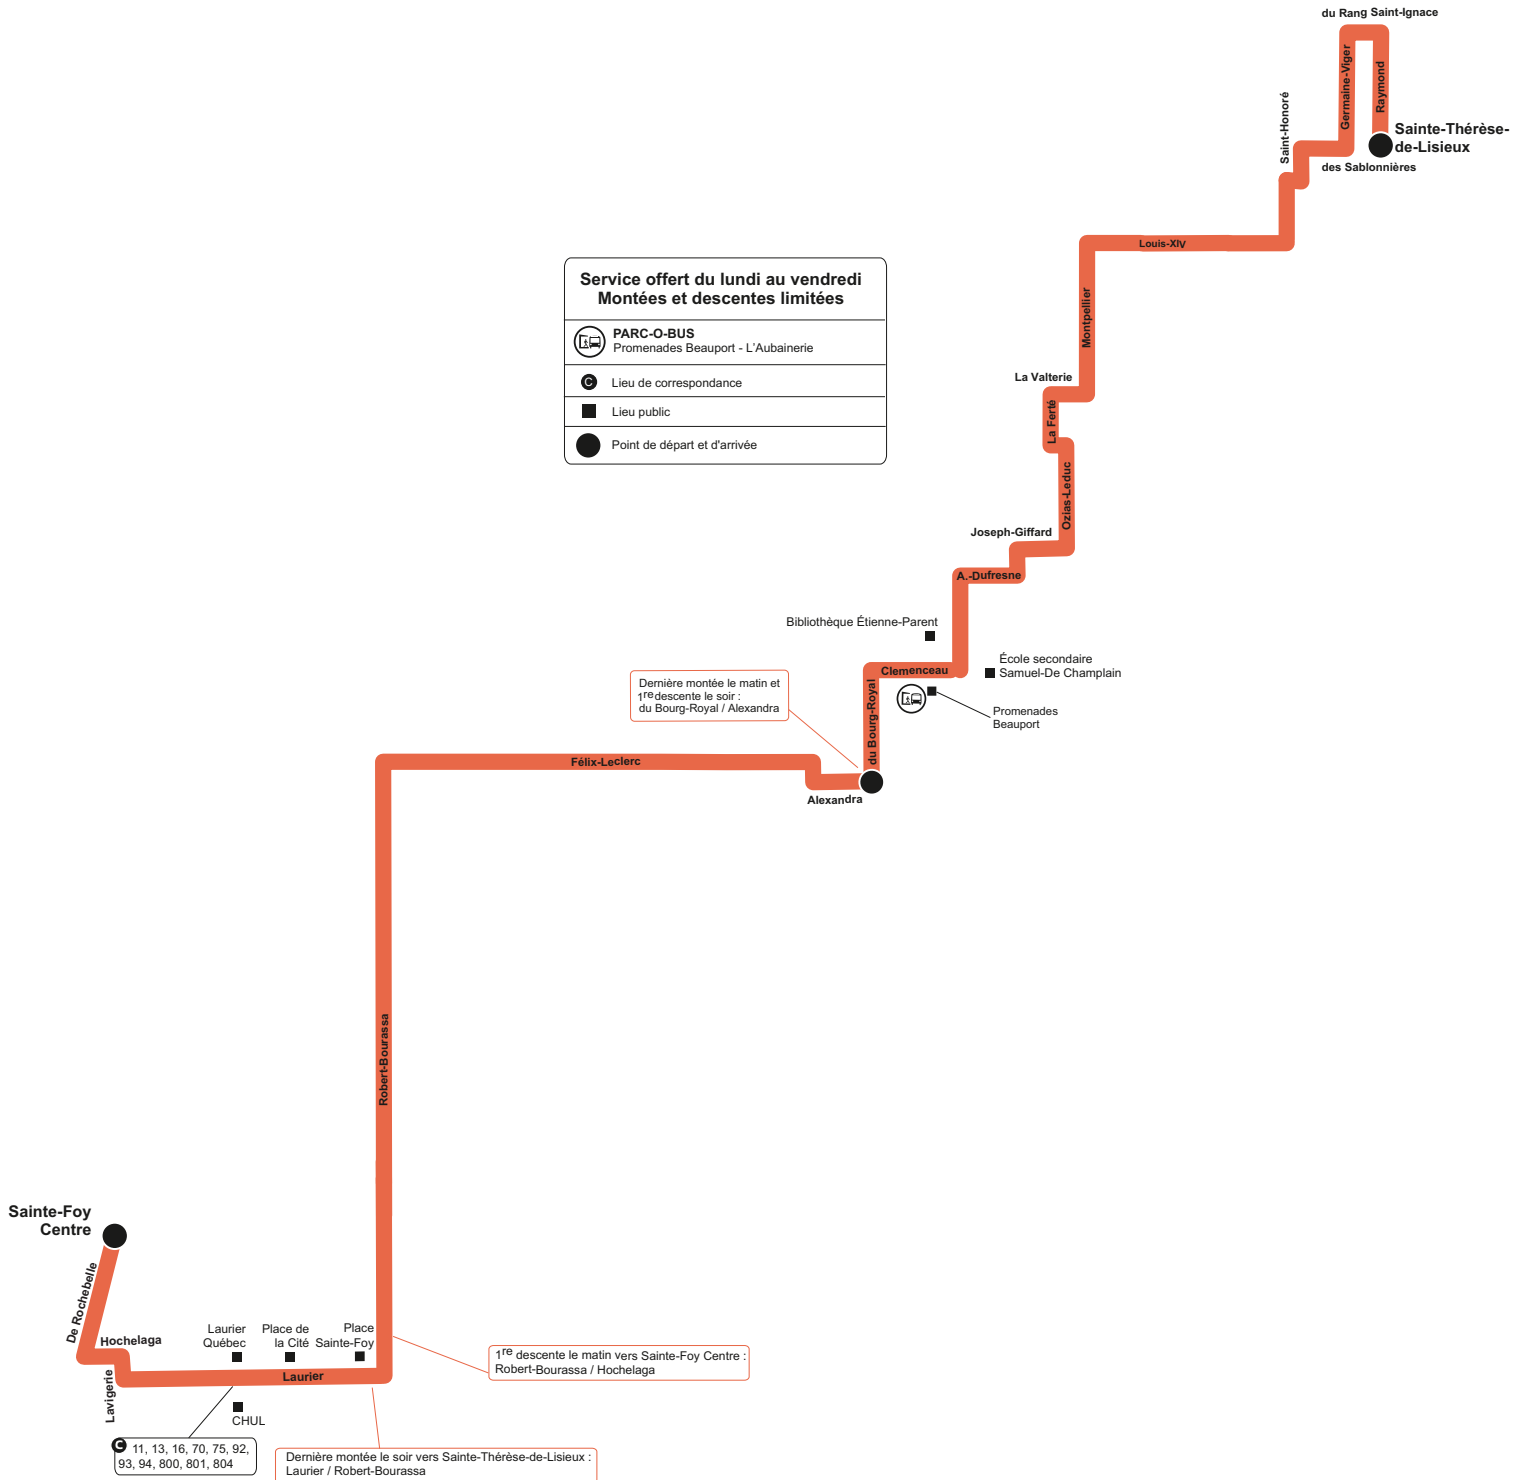 du Rang Saint-Ignace
Germaine-Viger
Raymond
Saint-Honoré
Sainte-Thérèse-
de-Lisieux
des Sablonnières
Louis-XIV
Service offert du lundi au vendredi
Montées et descentes limitées
PARC-O-BUS
Promenades Beauport - L'Aubainerie
C Lieu de correspondance
Lieu public
Point de départ et d'arrivée
Montpellier
La Valterie
La Ferté
Ozias-Leduc
Joseph-Giffard
A.-Dufresne
Bibliothèque Étienne-Parent
École secondaire
Samuel-De Champlain
Clemenceau
Promenades
Beauport
du Bourg-Royal
Dernière montée le matin et
1re descente le soir :
du Bourg-Royal / Alexandra
Félix-Leclerc
Alexandra
Robert-Bourassa
Sainte-Foy
Centre
De Rochebelle
Hochelaga
Lavigerie
Laurier
Québec
Place de
la Cité
Place
Sainte-Foy
Laurier
CHUL
1re descente le matin vers Sainte-Foy Centre :
Robert-Bourassa / Hochelaga
C 11, 13, 16, 70, 75, 92,
93, 94, 800, 801, 804
Dernière montée le soir vers Sainte-Thérèse-de-Lisieux :
Laurier / Robert-Bourassa